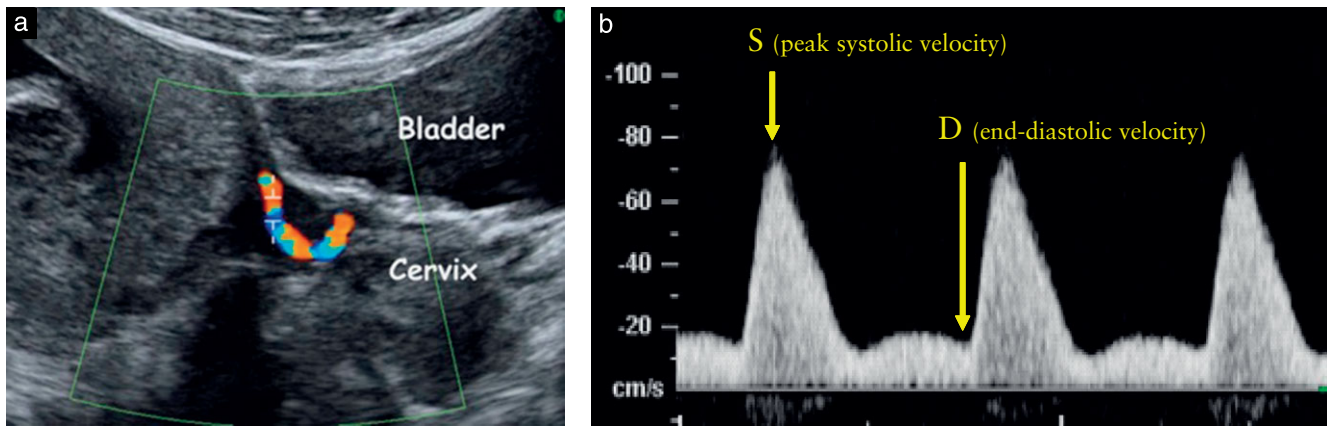 a
Bladder
Cervix
b
S (peak systolic velocity)
D (end-diastolic velocity)
-100
-80
-60
-40
-20
cm/s